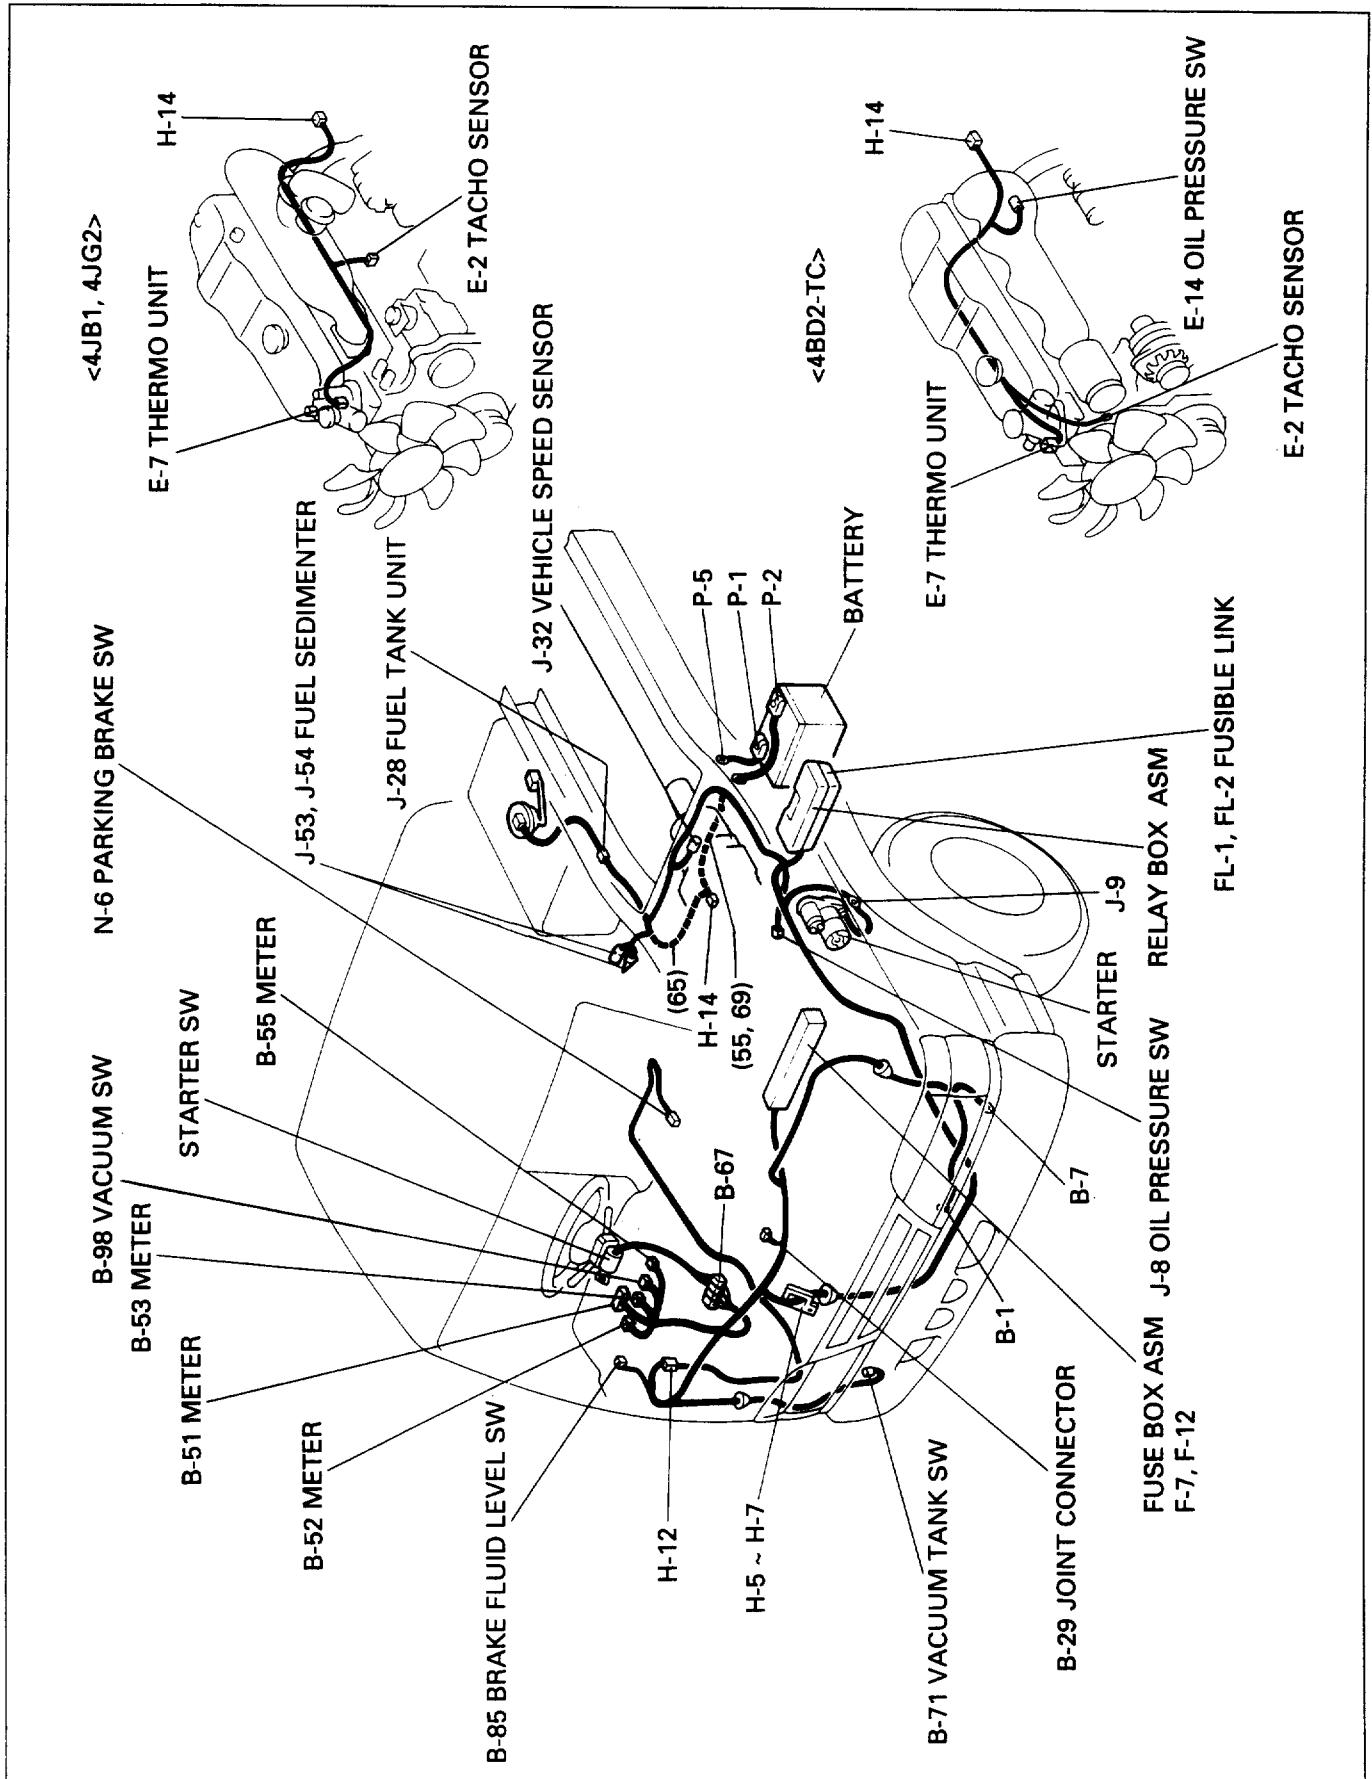 B-85 BRAKE FLUID LEVEL SW
B-52 METER
B-51 METER
B-53 METER
B-98 VACUUM SW
STARTER SW
B-55 METER
N-6 PARKING BRAKE SW
J-53, J-54 FUEL SEDIMENTER
J-28 FUEL TANK UNIT
J-32 VEHICLE SPEED SENSOR
E-7 THERMO UNIT
<4JB1, 4JG2>
H-14
E-2 TACHO SENSOR
H-12
H-5 ~ H-7
B-71 VACUUM TANK SW
B-29 JOINT CONNECTOR
B-67
(65)
H-14
(55, 69)
P-5
P-1
P-2
BATTERY
B-1
B-7
FUSE BOX ASM
F-7, F-12
J-8 OIL PRESSURE SW
STARTER
J-9
RELAY BOX ASM
FL-1, FL-2 FUSIBLE LINK
E-7 THERMO UNIT
<4BD2-TC>
H-14
E-14 OIL PRESSURE SW
E-2 TACHO SENSOR